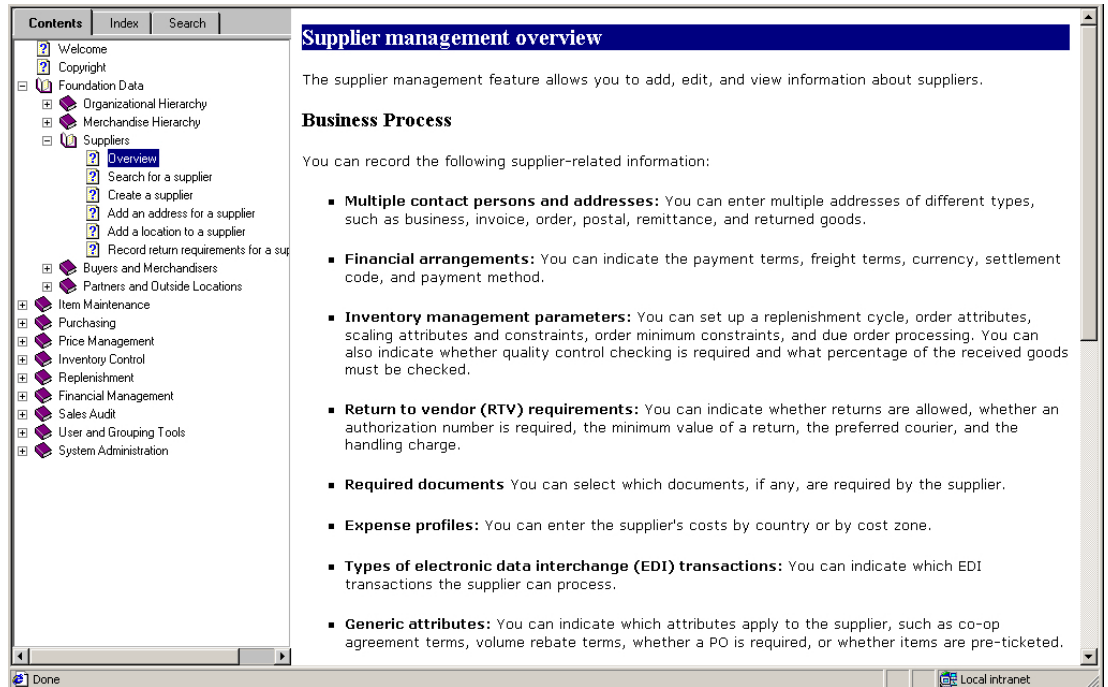 Contents Index Search
Welcome
Copyright
Foundation Data
Organizational Hierarchy
Merchandise Hierarchy
Suppliers
Overview
Search for a supplier
Create a supplier
Add an address for a supplier
Add a location to a supplier
Record return requirements for a sup
Buyers and Merchandisers
Partners and Outside Locations
Item Maintenance
Purchasing
Price Management
Inventory Control
Replenishment
Financial Management
Sales Audit
User and Grouping Tools
System Administration
Supplier management overview
The supplier management feature allows you to add, edit, and view information about suppliers.
Business Process
You can record the following supplier-related information:
▪ Multiple contact persons and addresses: You can enter multiple addresses of different types,
such as business, invoice, order, postal, remittance, and returned goods.
▪ Financial arrangements: You can indicate the payment terms, freight terms, currency, settlement
code, and payment method.
▪ Inventory management parameters: You can set up a replenishment cycle, order attributes,
scaling attributes and constraints, order minimum constraints, and due order processing. You can
also indicate whether quality control checking is required and what percentage of the received goods
must be checked.
▪ Return to vendor (RTV) requirements: You can indicate whether returns are allowed, whether an
authorization number is required, the minimum value of a return, the preferred courier, and the
handling charge.
▪ Required documents You can select which documents, if any, are required by the supplier.
▪ Expense profiles: You can enter the supplier's costs by country or by cost zone.
▪ Types of electronic data interchange (EDI) transactions: You can indicate which EDI
transactions the supplier can process.
▪ Generic attributes: You can indicate which attributes apply to the supplier, such as co-op
agreement terms, volume rebate terms, whether a PO is required, or whether items are pre-ticketed.
Done
Local intranet